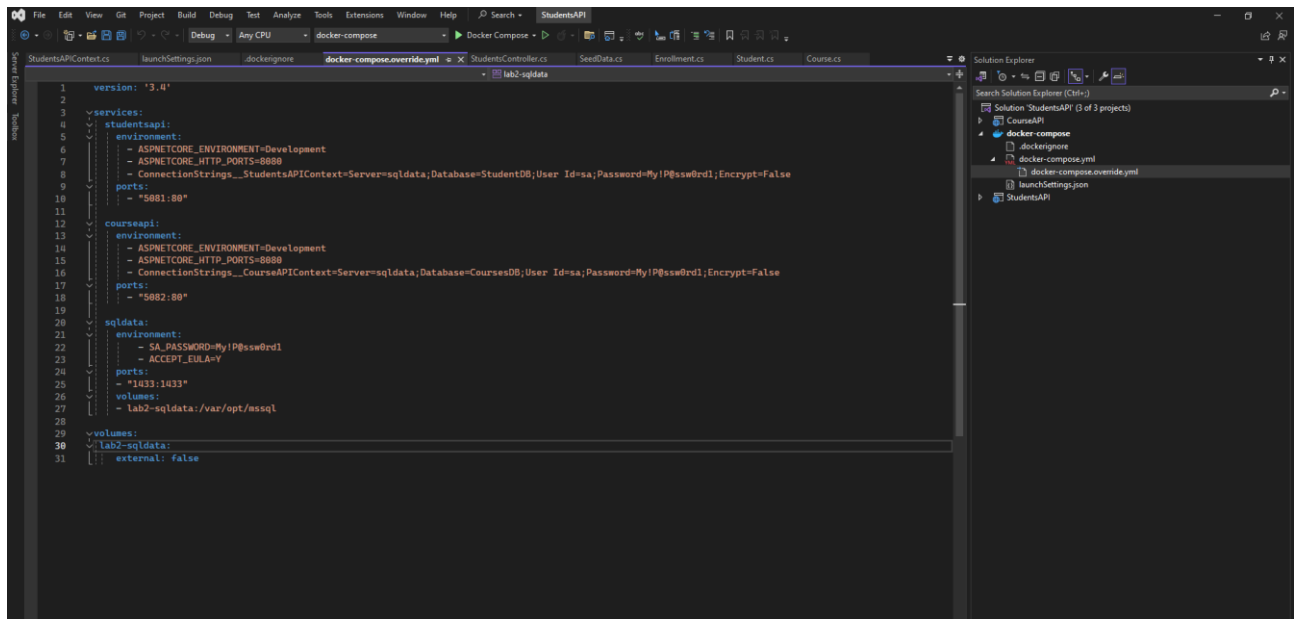 File Edit View Git Project Build Debug Test Analyze Tools Extensions Window Help Search StudentsAPI
Debug Any CPU docker-compose Docker Compose
Server Explorer
Toolbox
StudentsAPIContext.cs launchSettings.json .dockerignore docker-compose.override.yml StudentsController.cs SeedData.cs Enrollment.cs Student.cs Course.cs
lab2-sqldata
1 version: '3.4'
2
3 services:
4 studentsapi:
5 environment:
6 - ASPNETCORE_ENVIRONMENT=Development
7 - ASPNETCORE_HTTP_PORTS=8080
8 - ConnectionStrings__StudentsAPIContext=Server=sqldata;Database=StudentDB;User Id=sa;Password=My!P@ssw0rd1;Encrypt=False
9 ports:
10 - "5081:80"
11
12 courseapi:
13 environment:
14 - ASPNETCORE_ENVIRONMENT=Development
15 - ASPNETCORE_HTTP_PORTS=8080
16 - ConnectionStrings__CourseAPIContext=Server=sqldata;Database=CoursesDB;User Id=sa;Password=My!P@ssw0rd1;Encrypt=False
17 ports:
18 - "5082:80"
19
20 sqldata:
21 environment:
22 - SA_PASSWORD=My!P@ssw0rd1
23 - ACCEPT_EULA=Y
24 ports:
25 - "1433:1433"
26 volumes:
27 - lab2-sqldata:/var/opt/mssql
28
29 volumes:
30 lab2-sqldata:
31 external: false
Solution Explorer
Search Solution Explorer (Ctrl+;)
Solution 'StudentsAPI' (3 of 3 projects)
CourseAPI
docker-compose
.dockerignore
docker-compose.yml
docker-compose.override.yml
launchSettings.json
StudentsAPI